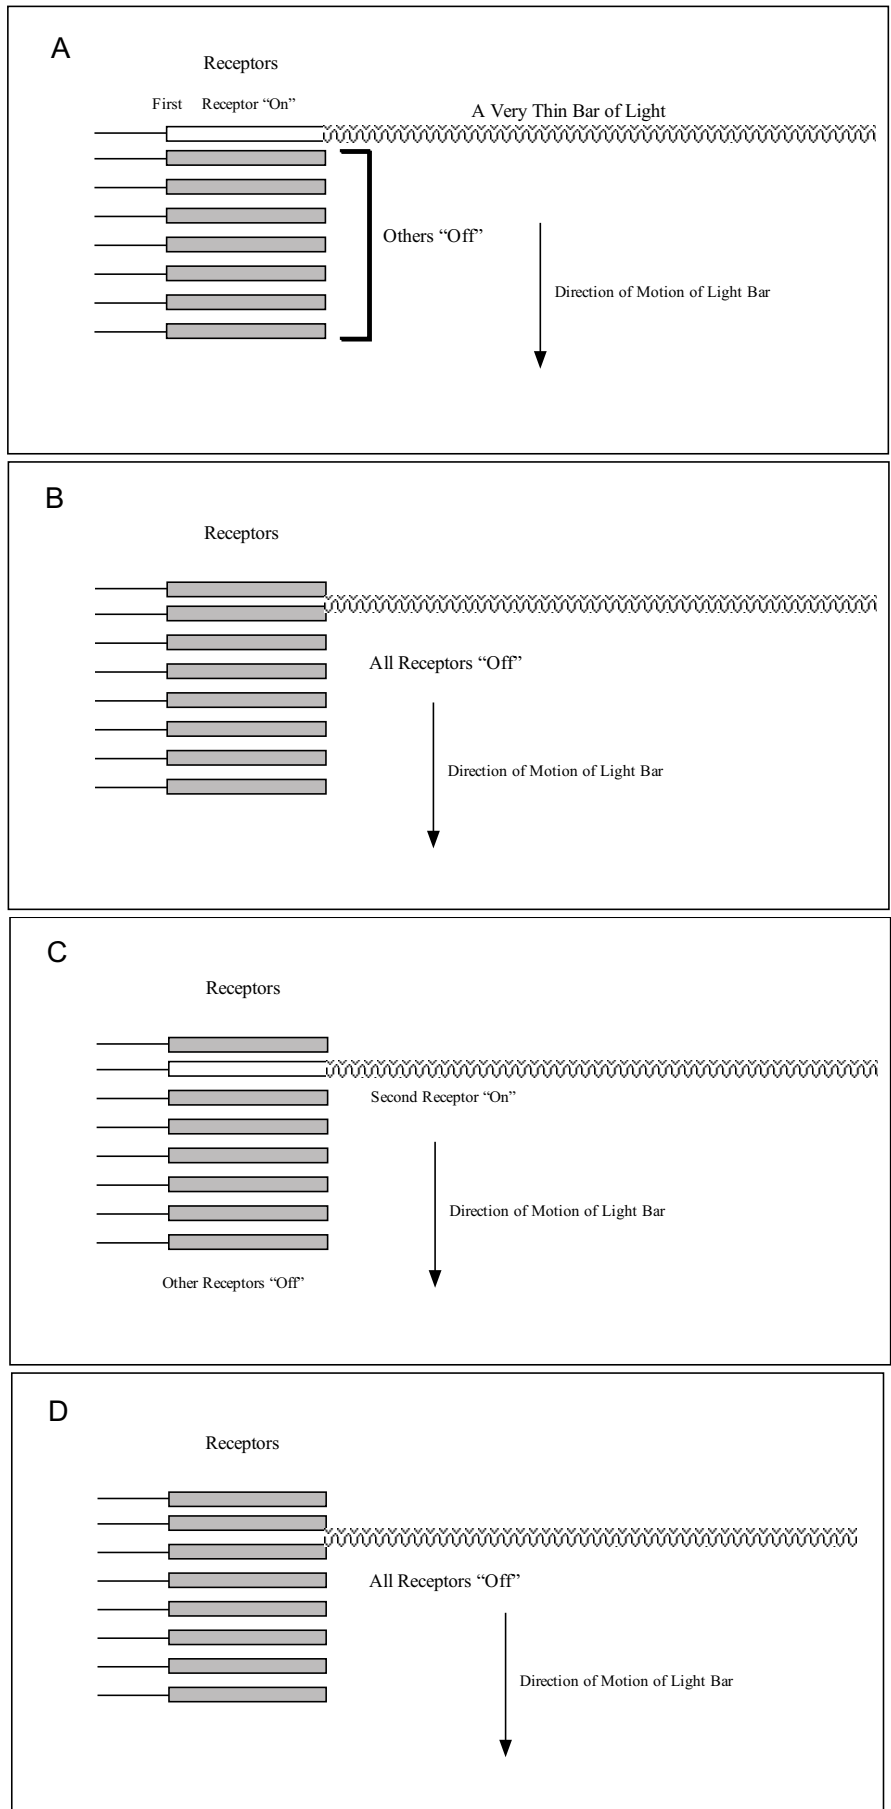 A
Receptors
First Receptor “On”
A Very Thin Bar of Light
Others “Off”
Direction of Motion of Light Bar
B
Receptors
All Receptors “Off”
Direction of Motion of Light Bar
C
Receptors
Second Receptor “On”
Direction of Motion of Light Bar
Other Receptors “Off”
D
Receptors
All Receptors “Off”
Direction of Motion of Light Bar